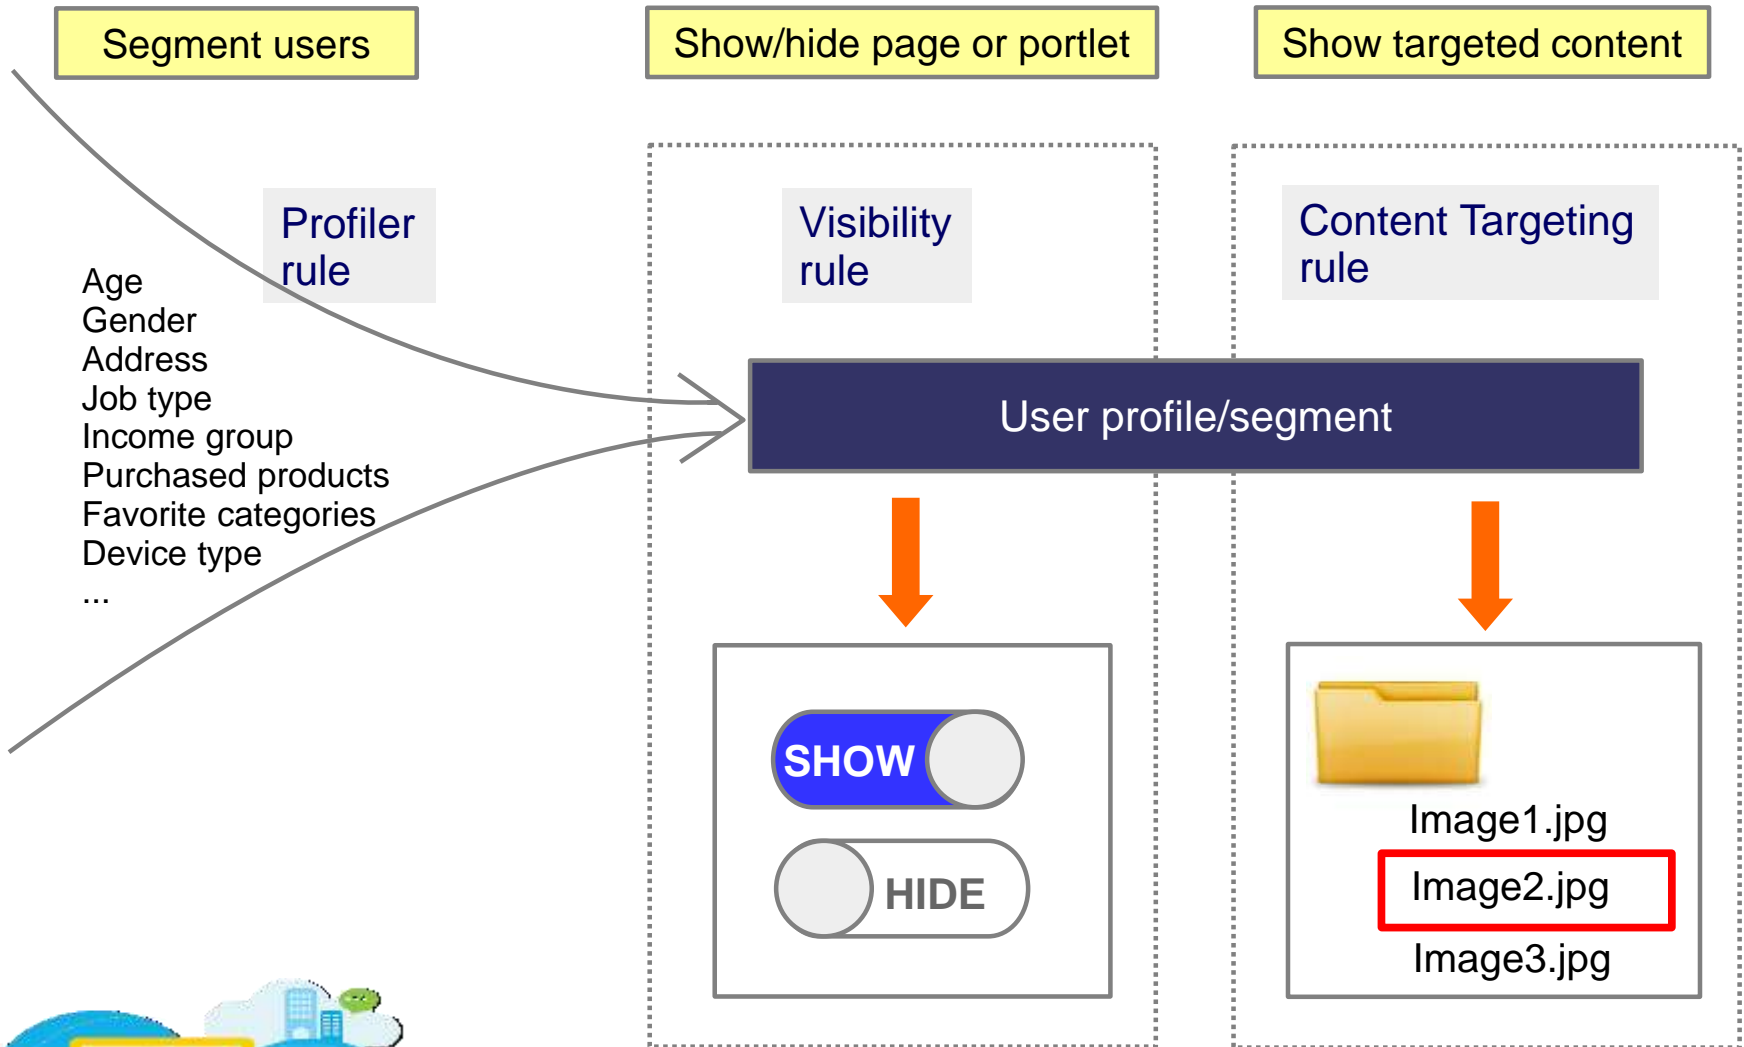 Segment users
Show/hide page or portlet
Show targeted content
Profiler
rule
Age
Gender
Address
Job type
Income group
Purchased products
Favorite categories
Device type
...
Visibility
rule
Content Targeting
rule
User profile/segment
SHOW
HIDE
Image1.jpg
Image2.jpg
Image3.jpg